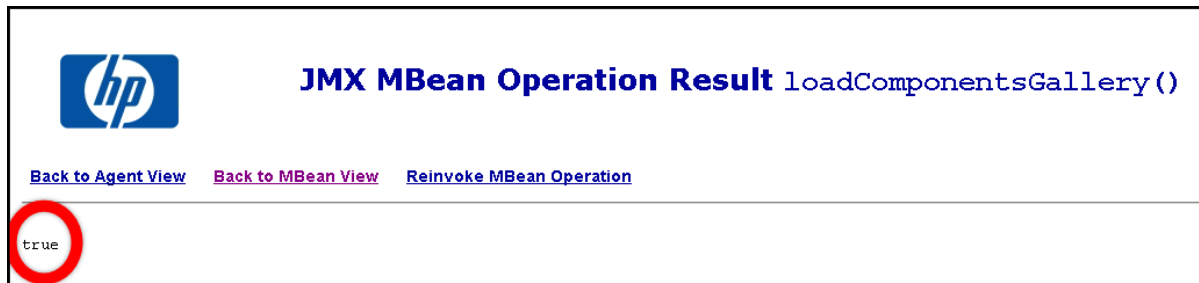 hp
JMX MBean Operation Result loadComponentsGallery()
Back to Agent View Back to MBean View Reinvoke MBean Operation
true